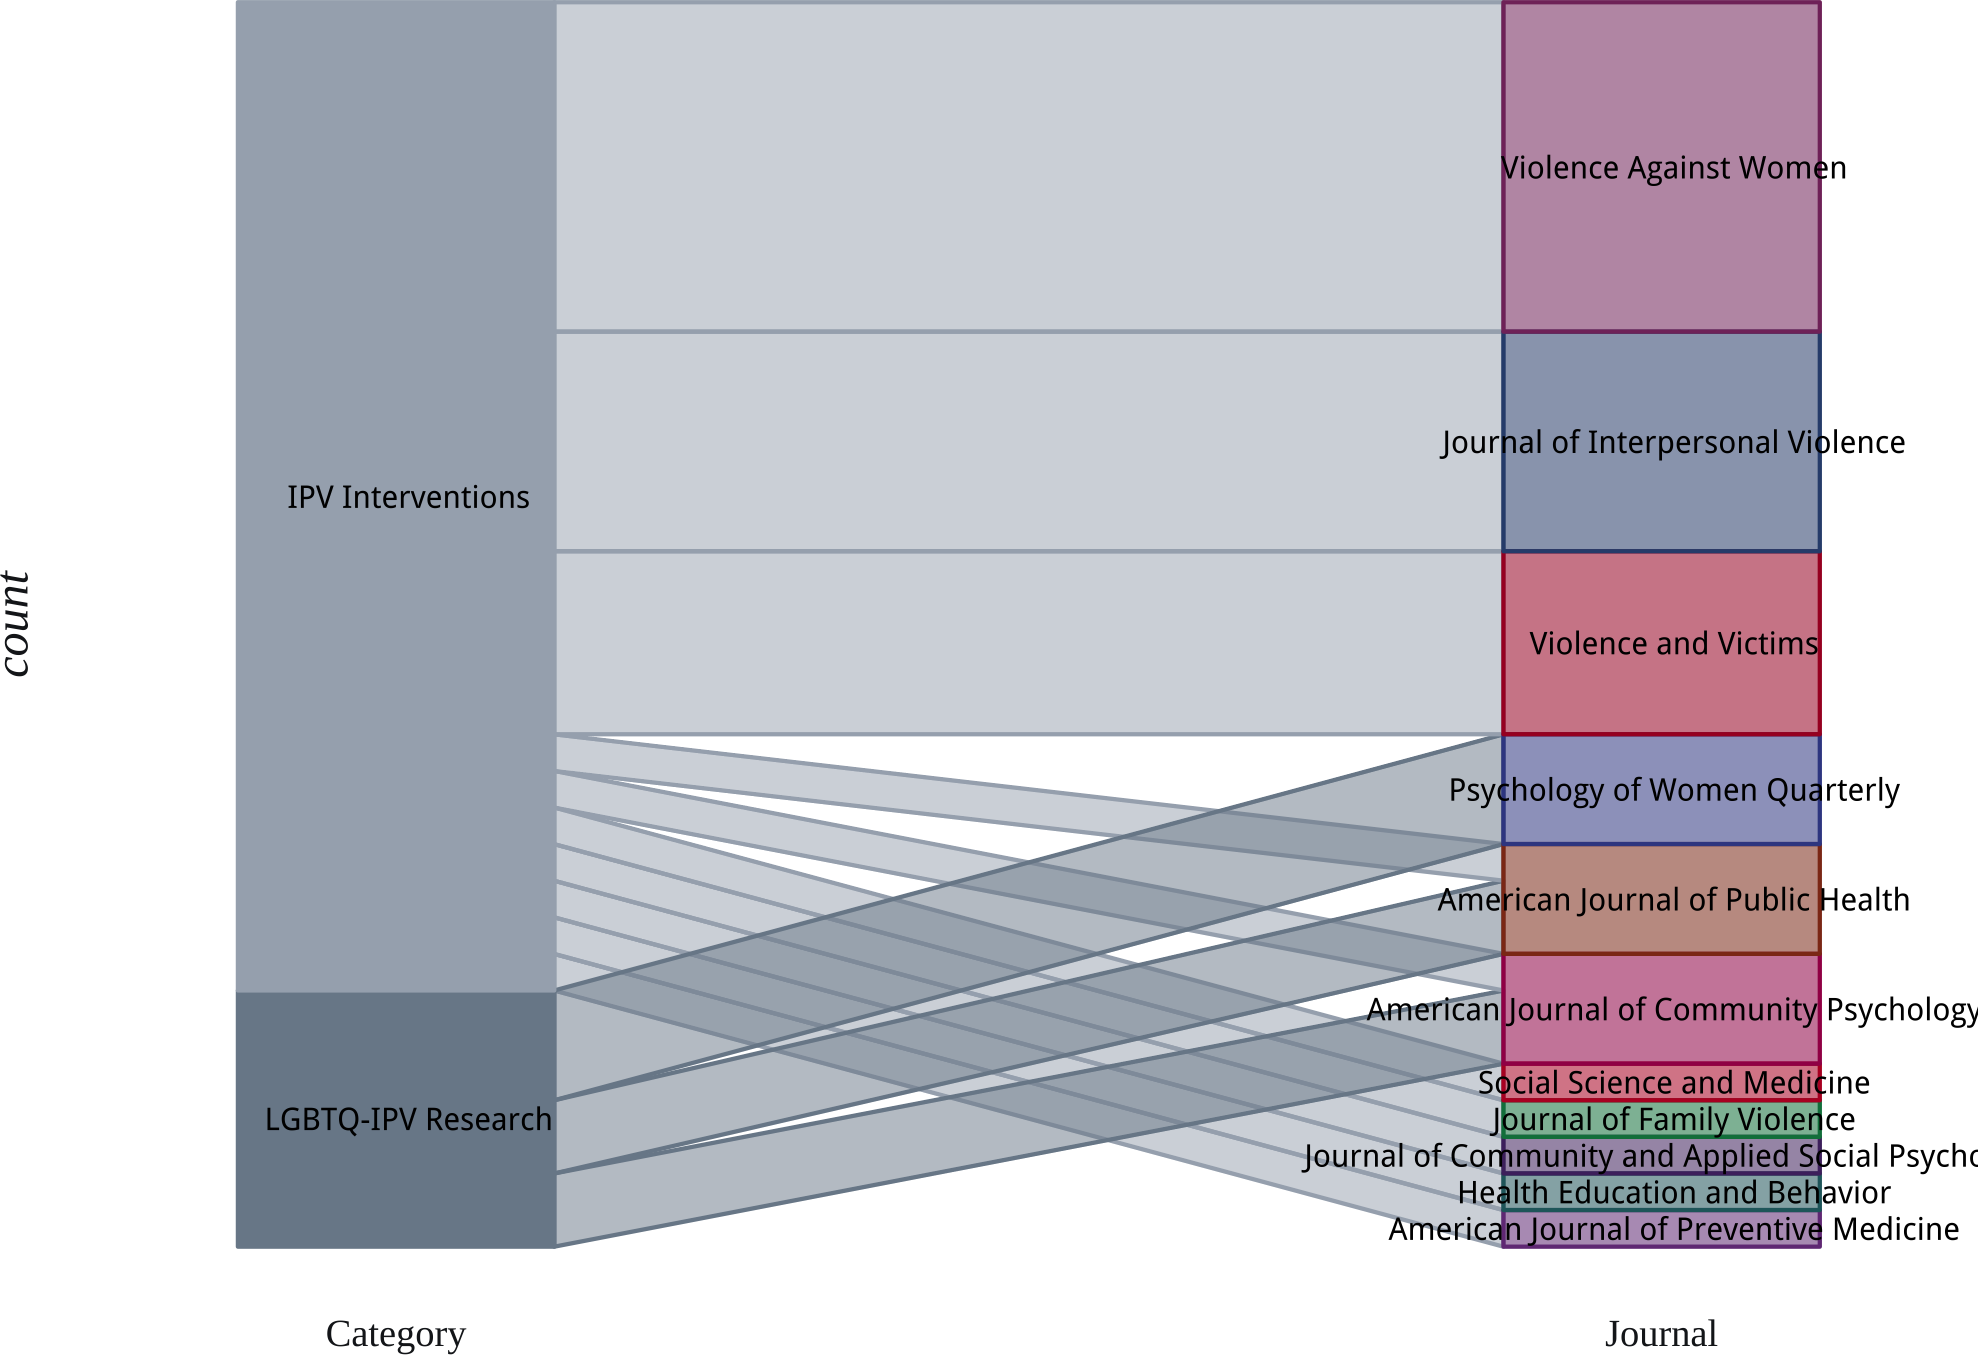 count
IPV Interventions
LGBTQ-IPV Research
Violence Against Women
Journal of Interpersonal Violence
Violence and Victims
Psychology of Women Quarterly
American Journal of Public Health
American Journal of Community Psychology
Social Science and Medicine
Journal of Family Violence
Journal of Community and Applied Social Psycho
Health Education and Behavior
American Journal of Preventive Medicine
Category
Journal